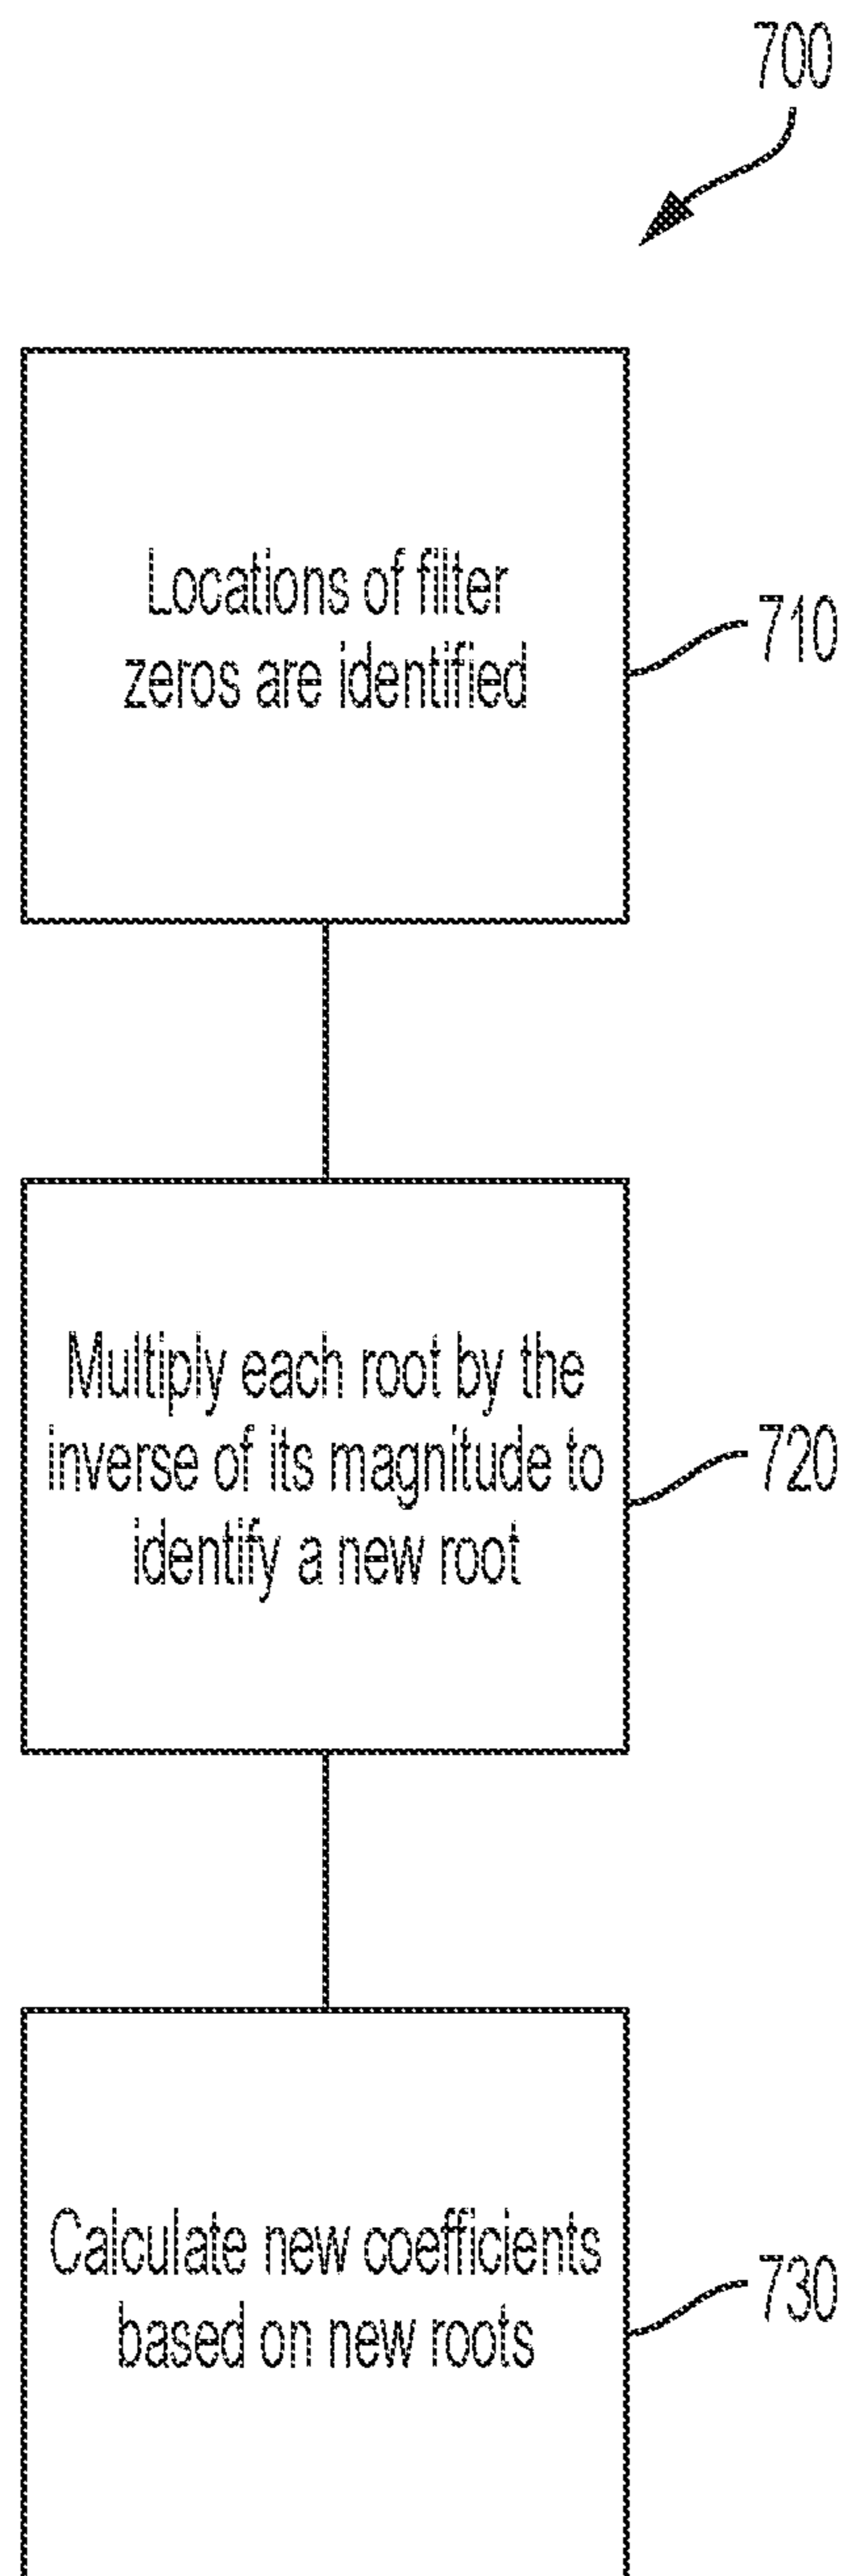 700
Locations of filter
zeros are identified
710
Multiply each root by the
inverse of its magnitude to
identify a new root
720
Calculate new coefficients
based on new roots
730